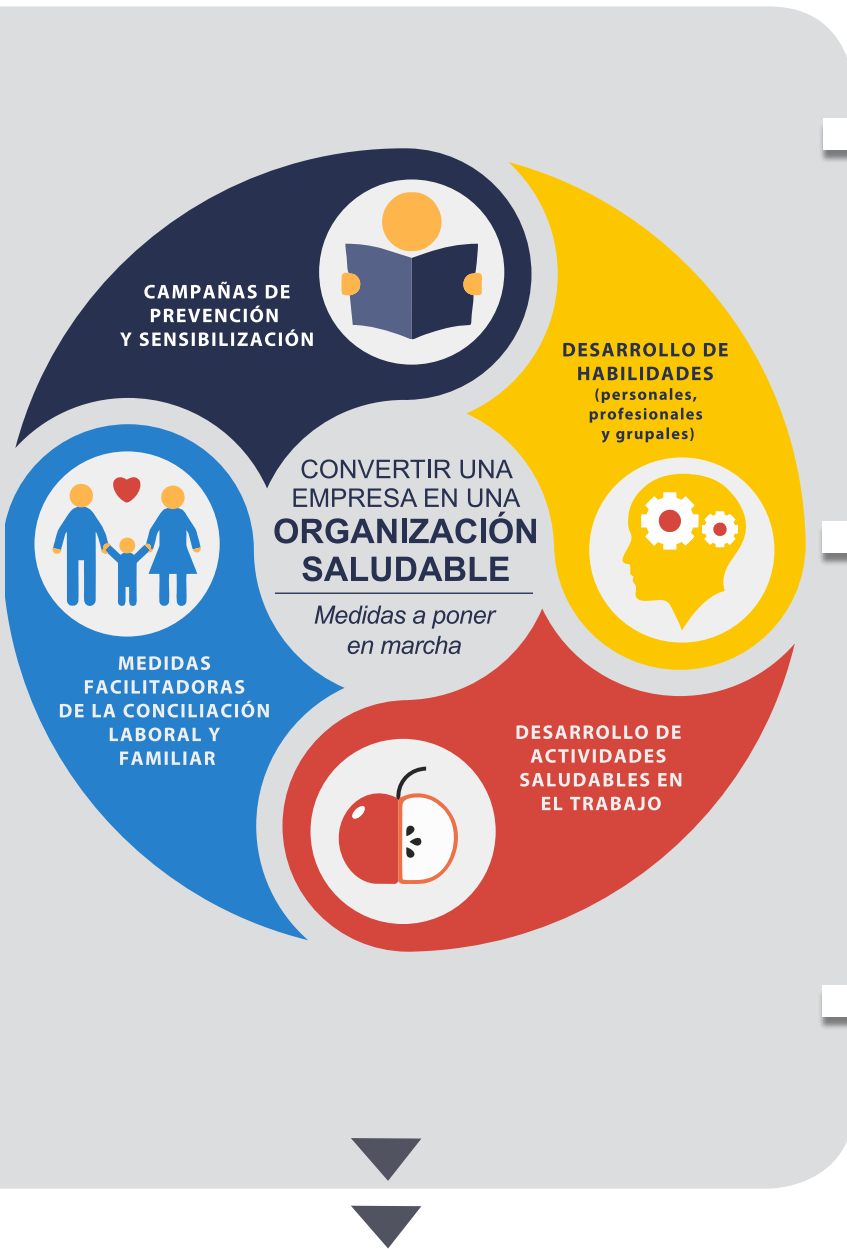 CAMPAÑAS DE
PREVENCIÓN
Y SENSIBILIZACIÓN
DESARROLLO DE
HABILIDADES
(personales,
profesionales
y grupales)
CONVERTIR UNA
EMPRESA EN UNA
ORGANIZACIÓN
SALUDABLE
Medidas a poner
en marcha
MEDIDAS
FACILITADORAS
DE LA CONCILIACIÓN
LABORAL Y
FAMILIAR
DESARROLLO DE
ACTIVIDADES
SALUDABLES EN
EL TRABAJO